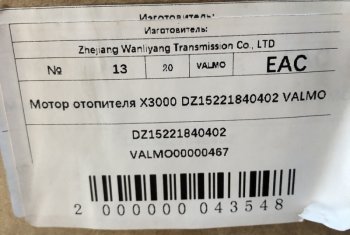 Изготовитель:
Изготовитель:
Zhejiang Wanliyang Transmission Co., LTD
№ 13 20 VALMO EAC
Мотор отопителя X3000 DZ15221840402 VALMO
DZ15221840402
VALMO00000467
2 000000 043548